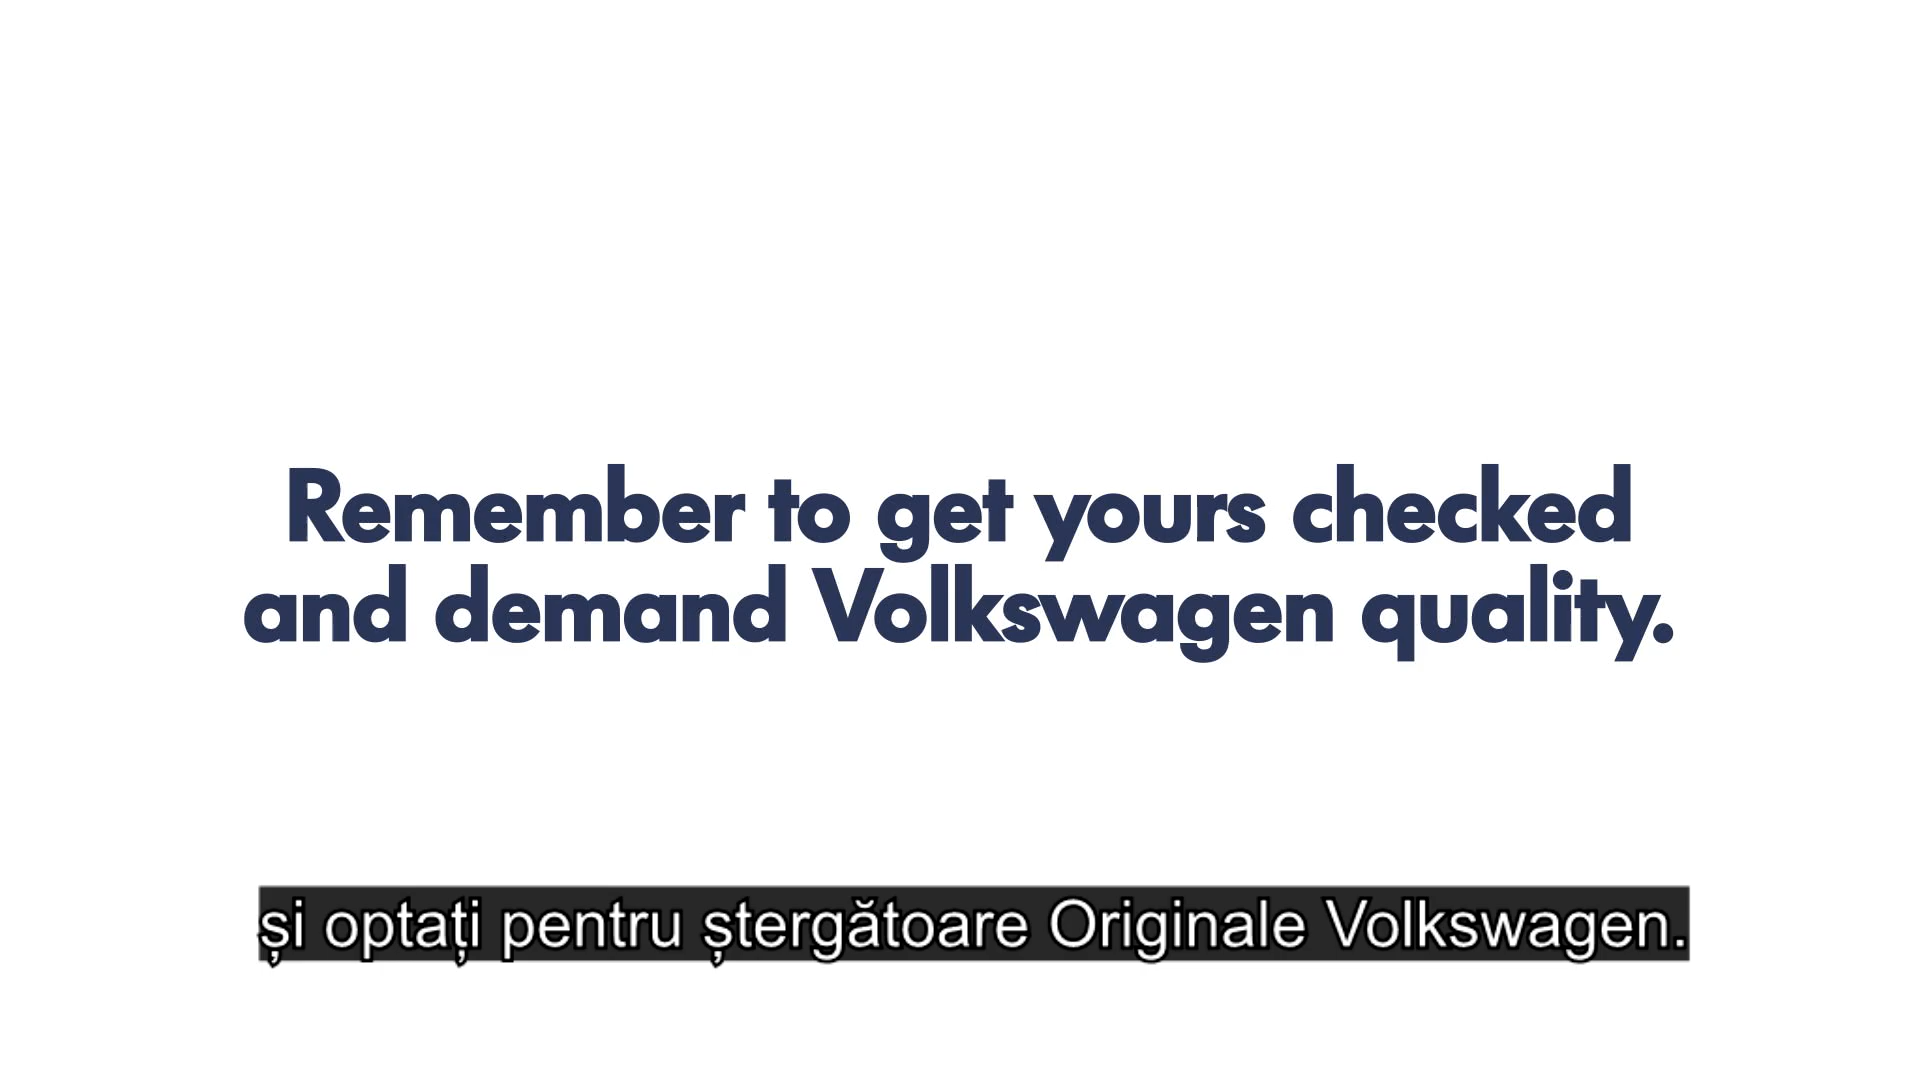 Remember to get yours checked
and demand Volkswagen quality.
și optați pentru ștergătoare Originale Volkswagen.